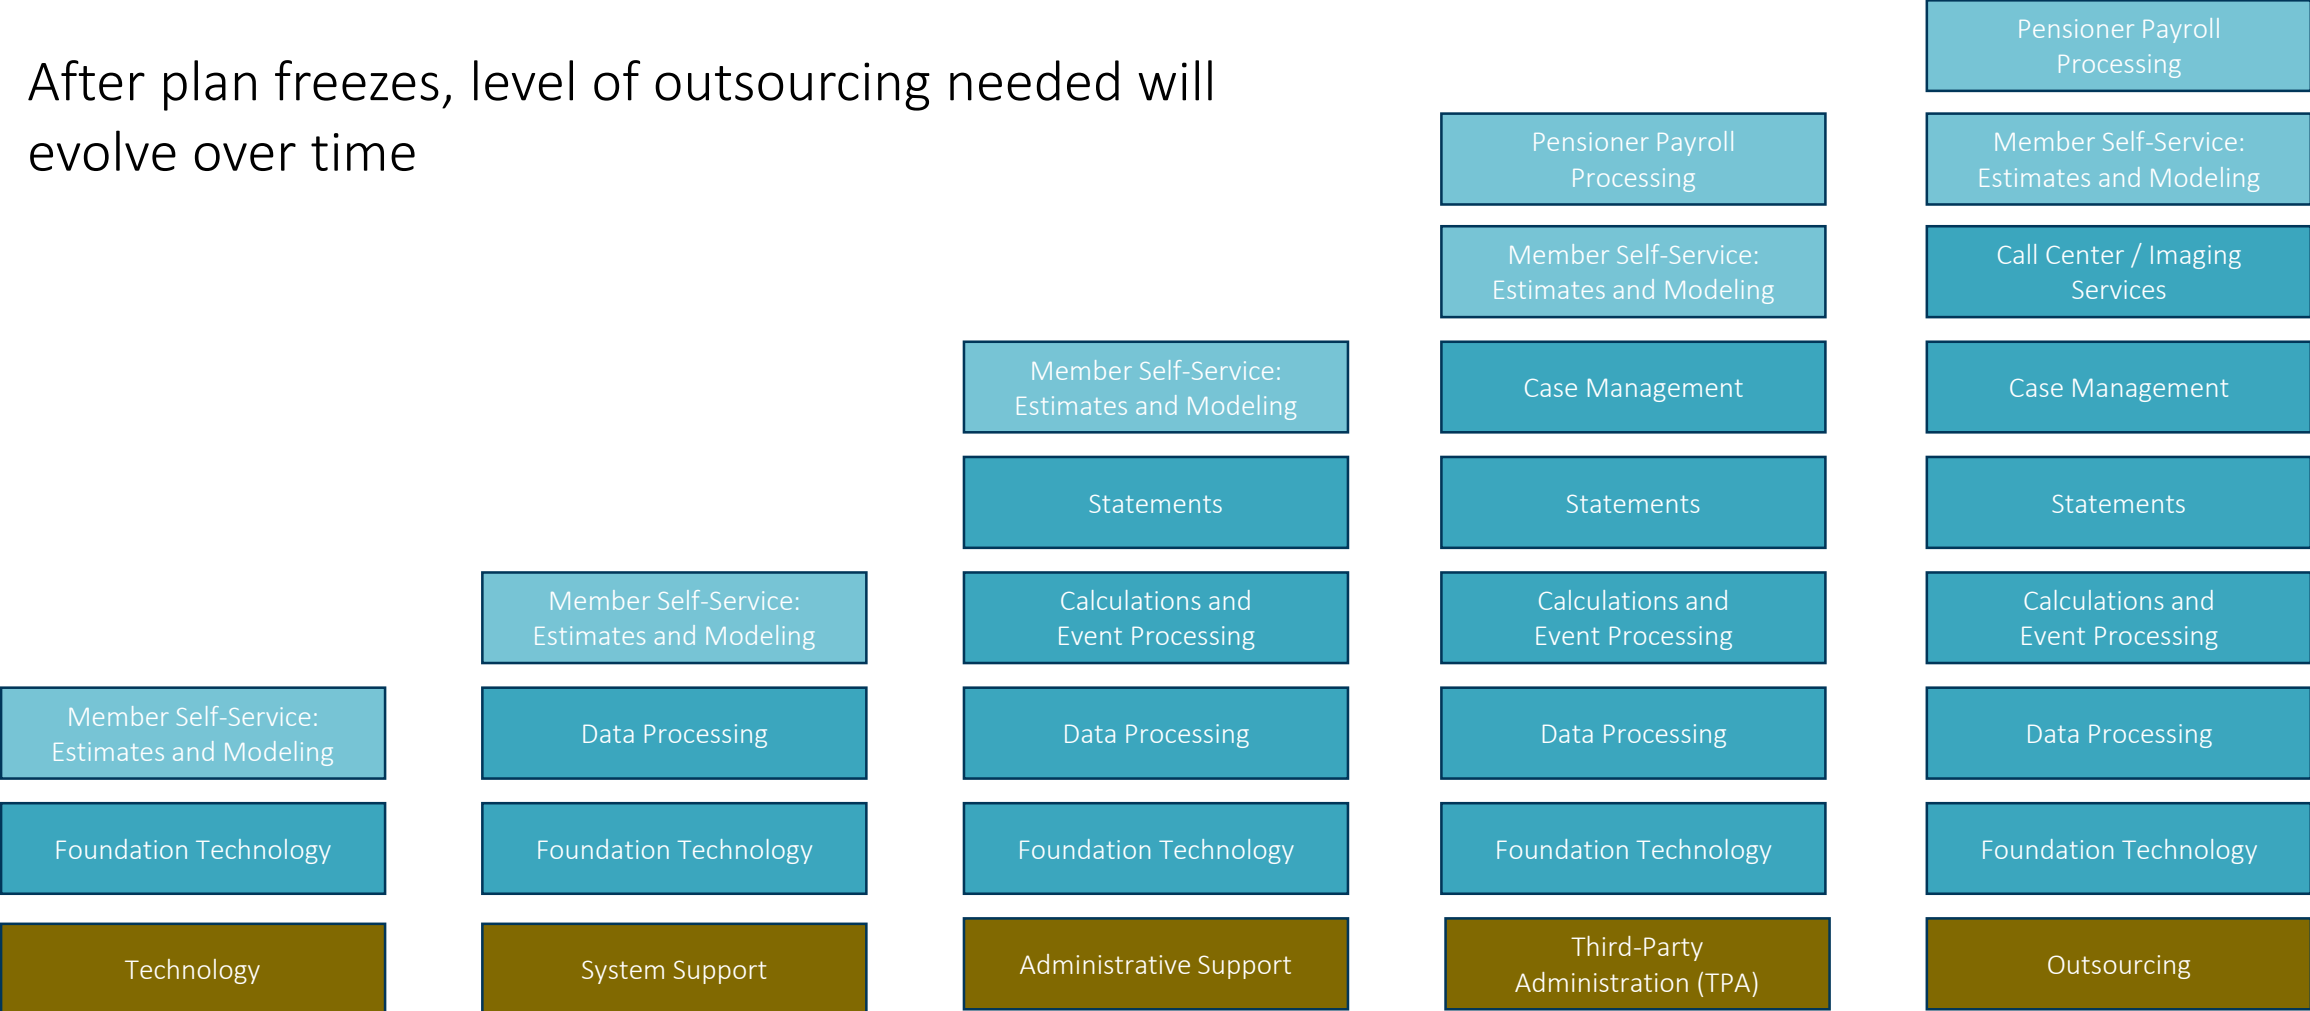 After plan freezes, level of outsourcing needed will
evolve over time
Member Self-Service:
Estimates and Modeling
Foundation Technology
Technology
Member Self-Service:
Estimates and Modeling
Data Processing
Foundation Technology
System Support
Member Self-Service:
Estimates and Modeling
Statements
Calculations and
Event Processing
Data Processing
Foundation Technology
Administrative Support
Pensioner Payroll
Processing
Member Self-Service:
Estimates and Modeling
Case Management
Statements
Calculations and
Event Processing
Data Processing
Foundation Technology
Third-Party
Administration (TPA)
Pensioner Payroll
Processing
Member Self-Service:
Estimates and Modeling
Call Center / Imaging
Services
Case Management
Statements
Calculations and
Event Processing
Data Processing
Foundation Technology
Outsourcing